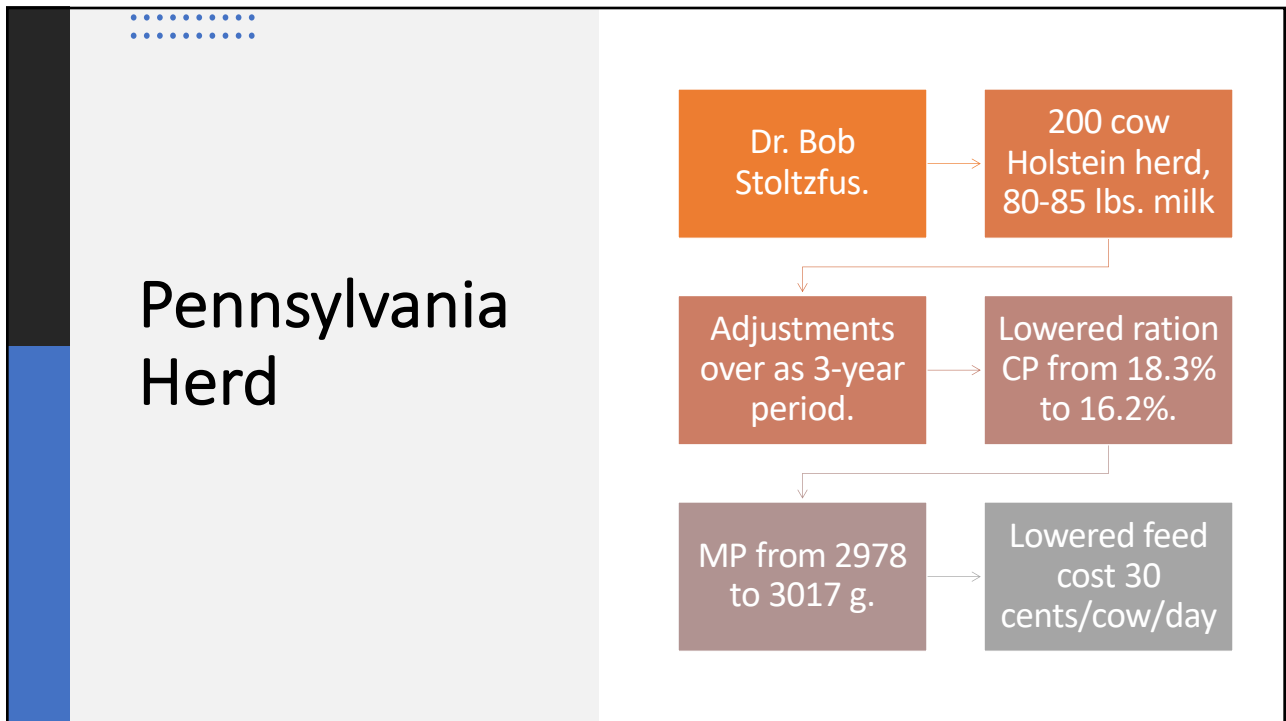 Pennsylvania
Herd
Dr. Bob
Stoltzfus.
200 cow
Holstein herd,
80-85 lbs. milk
Adjustments
over as 3-year
period.
Lowered ration
CP from 18.3%
to 16.2%.
MP from 2978
to 3017 g.
Lowered feed
cost 30
cents/cow/day